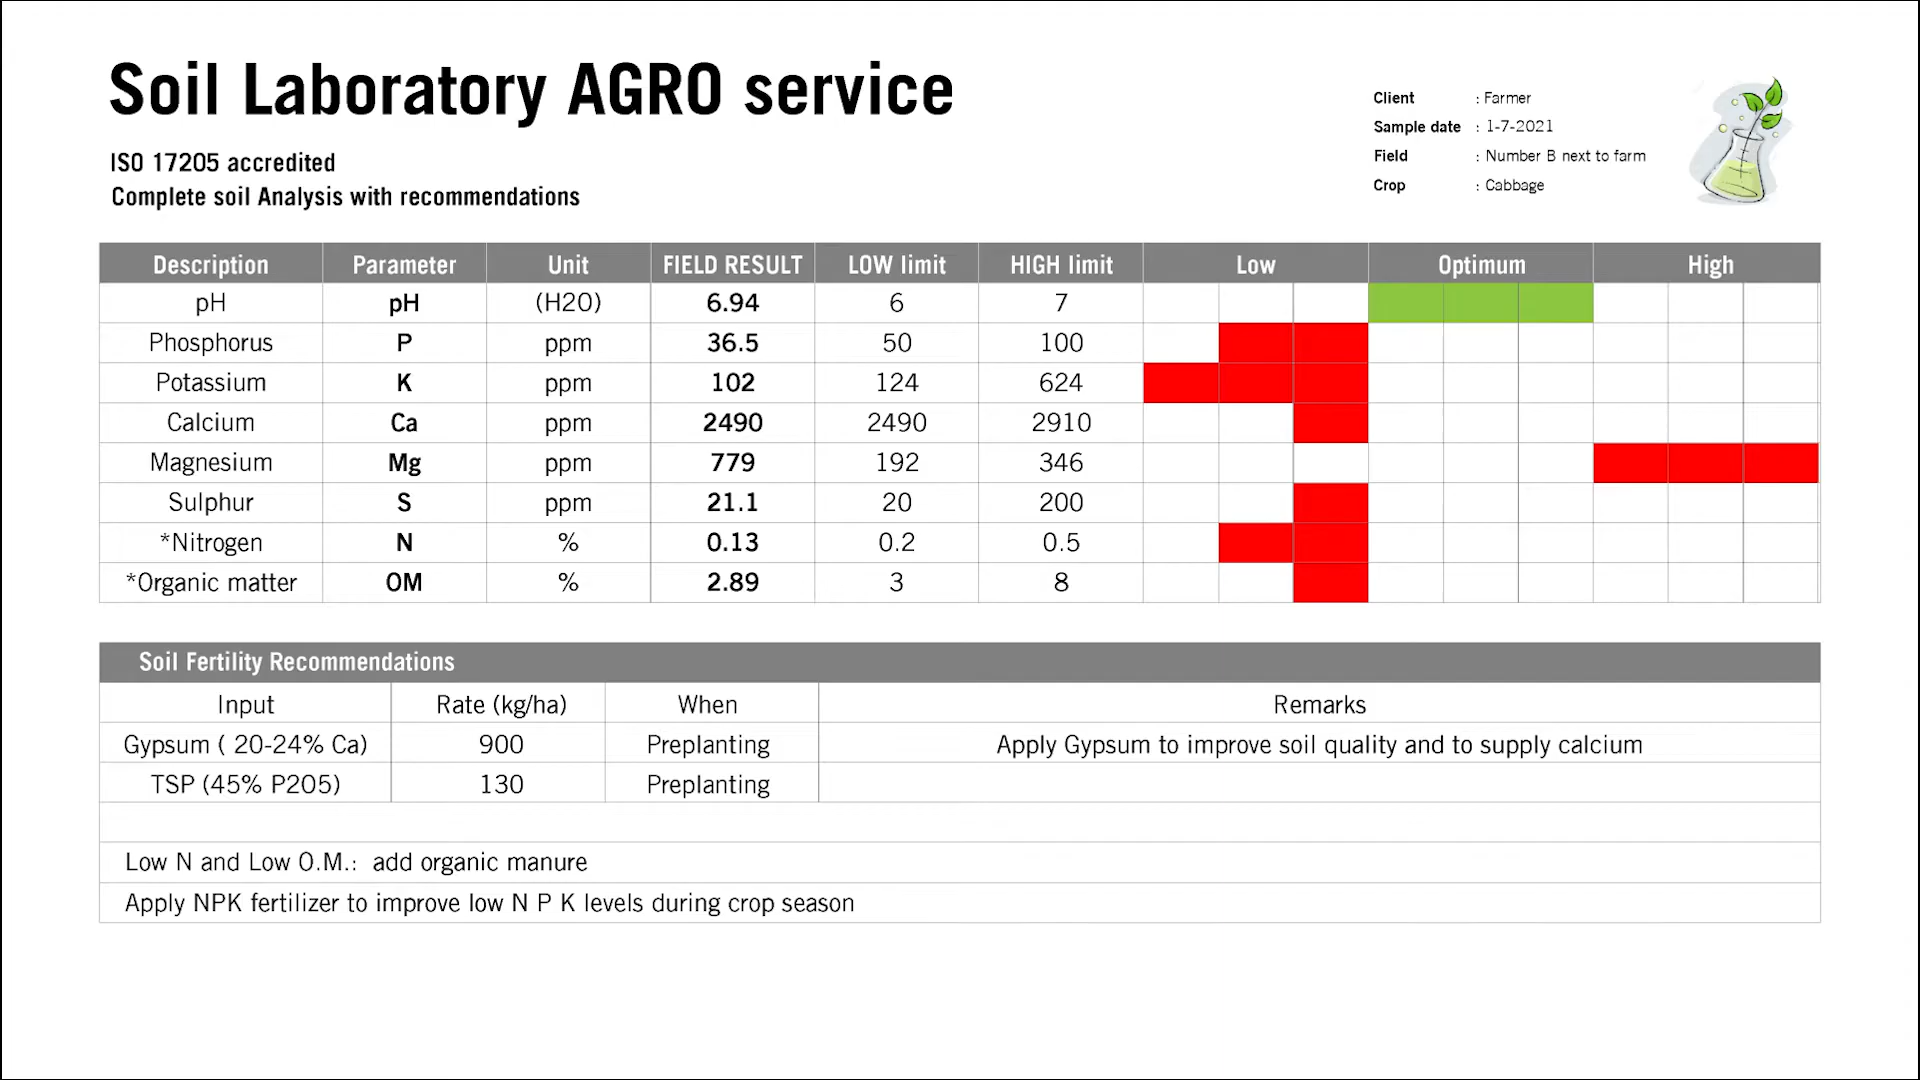 Soil Laboratory AGRO service
ISO 17205 accredited
Complete soil Analysis with recommendations
Client : Farmer
Sample date : 1-7-2021
Field : Number B next to farm
Crop : Cabbage
Description Parameter Unit FIELD RESULT LOW limit HIGH limit Low Optimum High
pH pH (H2O) 6.94 6 7
Phosphorus P ppm 36.5 50 100
Potassium K ppm 102 124 624
Calcium Ca ppm 2490 2490 2910
Magnesium Mg ppm 779 192 346
Sulphur S ppm 21.1 20 200
*Nitrogen N % 0.13 0.2 0.5
*Organic matter OM % 2.89 3 8
Soil Fertility Recommendations
Input Rate (kg/ha) When Remarks
Gypsum ( 20-24% Ca) 900 Preplanting Apply Gypsum to improve soil quality and to supply calcium
TSP (45% P205) 130 Preplanting
Low N and Low O.M.: add organic manure
Apply NPK fertilizer to improve low N P K levels during crop season